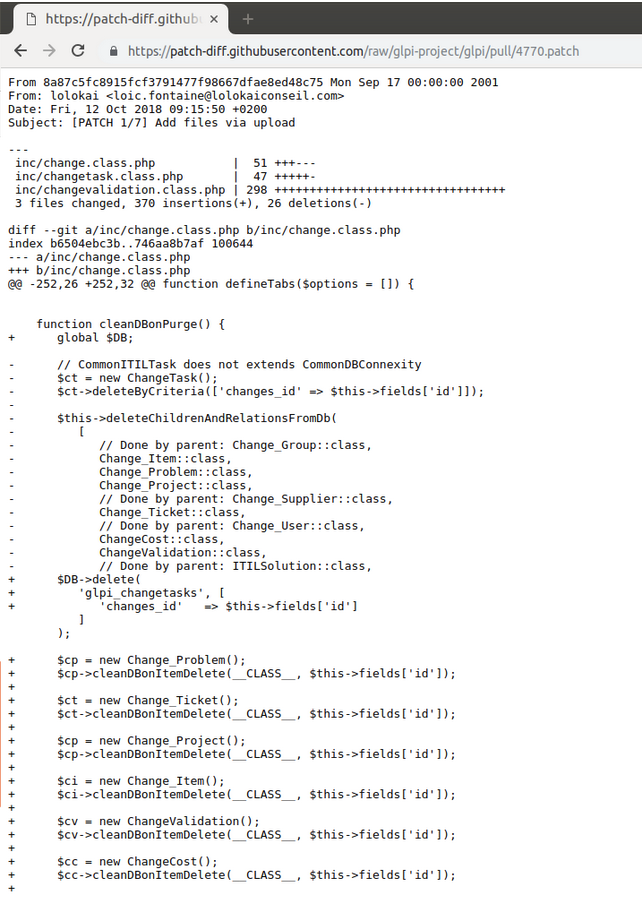 https://patch-diff.github
https://patch-diff.githubusercontent.com/raw/glpi-project/glpi/pull/4770.patch
From 8a87c5fc8915fcf3791477f98667dfae8ed48c75 Mon Sep 17 00:00:00 2001
From: lolokai <loic.fontaine@lolokaiconseil.com>
Date: Fri, 12 Oct 2018 09:15:50 +0200
Subject: [PATCH 1/7] Add files via upload
---
 inc/change.class.php           |  51 +++---
 inc/changetask.class.php       |  47 +++++-
 inc/changevalidation.class.php | 298 ++++++++++++++++++++++++++++++++++
 3 files changed, 370 insertions(+), 26 deletions(-)
diff --git a/inc/change.class.php b/inc/change.class.php
index b6504ebc3b..746aa8b7af 100644
--- a/inc/change.class.php
+++ b/inc/change.class.php
@@ -252,26 +252,32 @@ function defineTabs($options = []) {
    function cleanDBonPurge() {
+      global $DB;
-      // CommonITILTask does not extends CommonDBConnexity
-      $ct = new ChangeTask();
-      $ct->deleteByCriteria(['changes_id' => $this->fields['id']]);
-
-      $this->deleteChildrenAndRelationsFromDb(
-         [
-            // Done by parent: Change_Group::class,
-            Change_Item::class,
-            Change_Problem::class,
-            Change_Project::class,
-            // Done by parent: Change_Supplier::class,
-            Change_Ticket::class,
-            // Done by parent: Change_User::class,
-            ChangeCost::class,
-            ChangeValidation::class,
-            // Done by parent: ITILSolution::class,
+      $DB->delete(
+         'glpi_changetasks', [
+            'changes_id'   => $this->fields['id']
          ]
       );
+      $cp = new Change_Problem();
+      $cp->cleanDBonItemDelete(__CLASS__, $this->fields['id']);
+
+      $ct = new Change_Ticket();
+      $ct->cleanDBonItemDelete(__CLASS__, $this->fields['id']);
+
+      $cp = new Change_Project();
+      $cp->cleanDBonItemDelete(__CLASS__, $this->fields['id']);
+
+      $ci = new Change_Item();
+      $ci->cleanDBonItemDelete(__CLASS__, $this->fields['id']);
+
+      $cv = new ChangeValidation();
+      $cv->cleanDBonItemDelete(__CLASS__, $this->fields['id']);
+
+      $cc = new ChangeCost();
+      $cc->cleanDBonItemDelete(__CLASS__, $this->fields['id']);
+